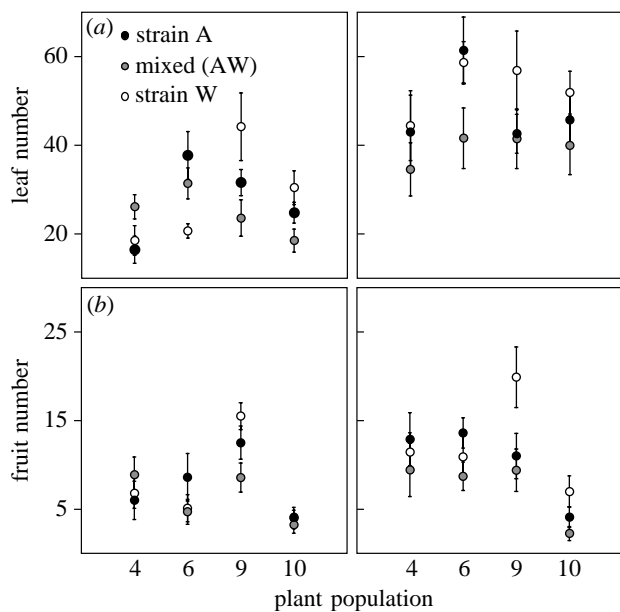 (a)
strain A
mixed (AW)
strain W
60
40
20
leaf number
(b)
25
15
5
fruit number
4 6 9 10 4 6 9 10
plant population